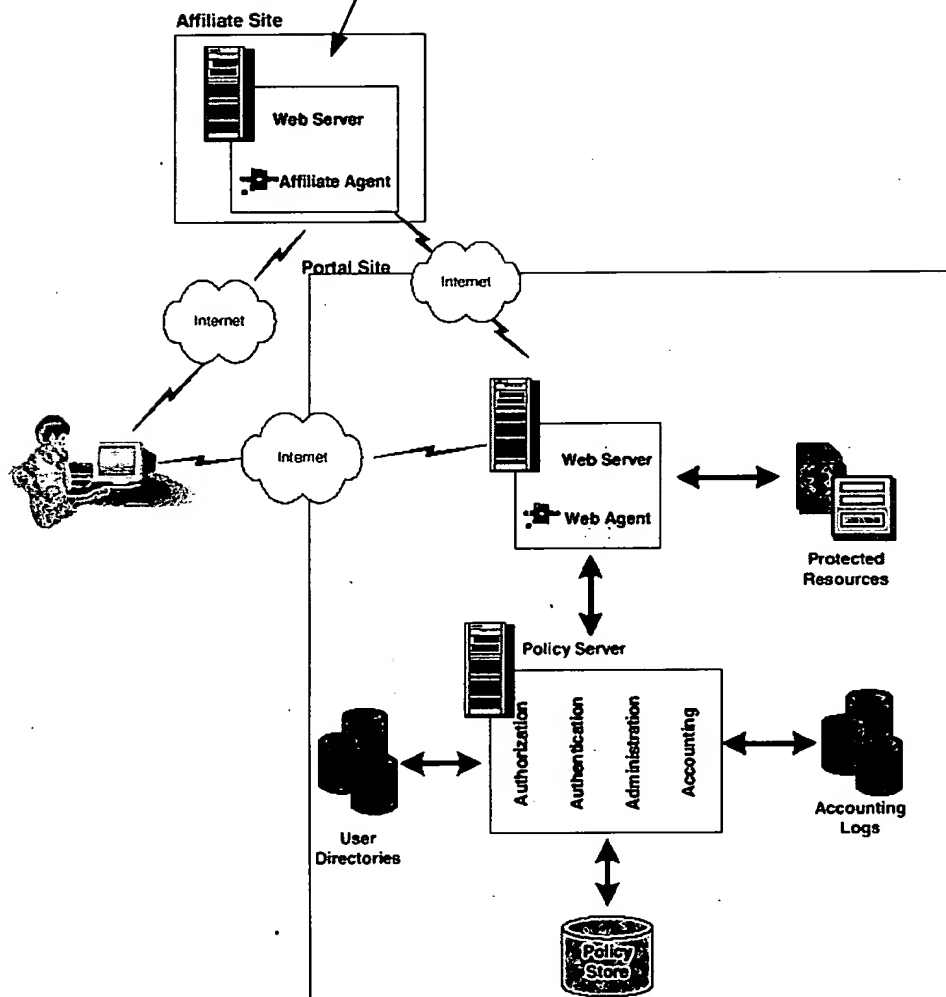 Affiliate Site
Web Server
Affiliate Agent
Portal Site
Internet
Internet
Internet
Web Server
Web Agent
Protected
Resources
Policy Server
Authorization
Authentication
Administration
Accounting
User
Directories
Accounting
Logs
Policy
Store